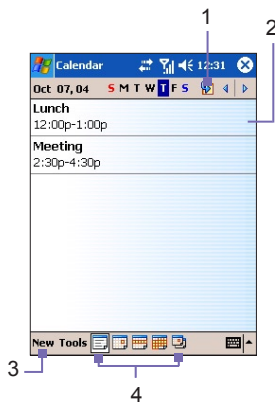 1
2
Calendar 12:31
Oct 07, 04 S M T W T F S
Lunch
12:00p-1:00p
Meeting
2:30p-4:30p
New Tools
3
4